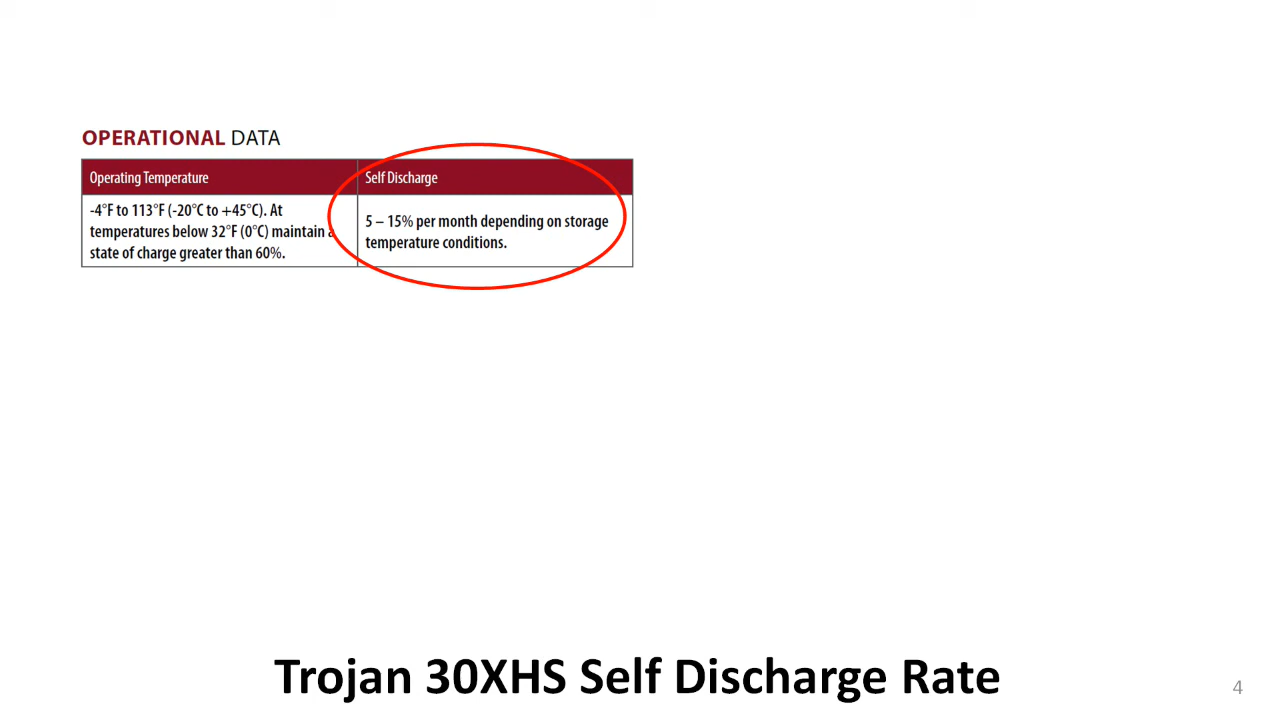 OPERATIONAL DATA
Operating Temperature
Self Discharge
-4°F to 113°F (-20°C to +45°C). At
temperatures below 32°F (0°C) maintain a
state of charge greater than 60%.
5 – 15% per month depending on storage
temperature conditions.
Trojan 30XHS Self Discharge Rate
4